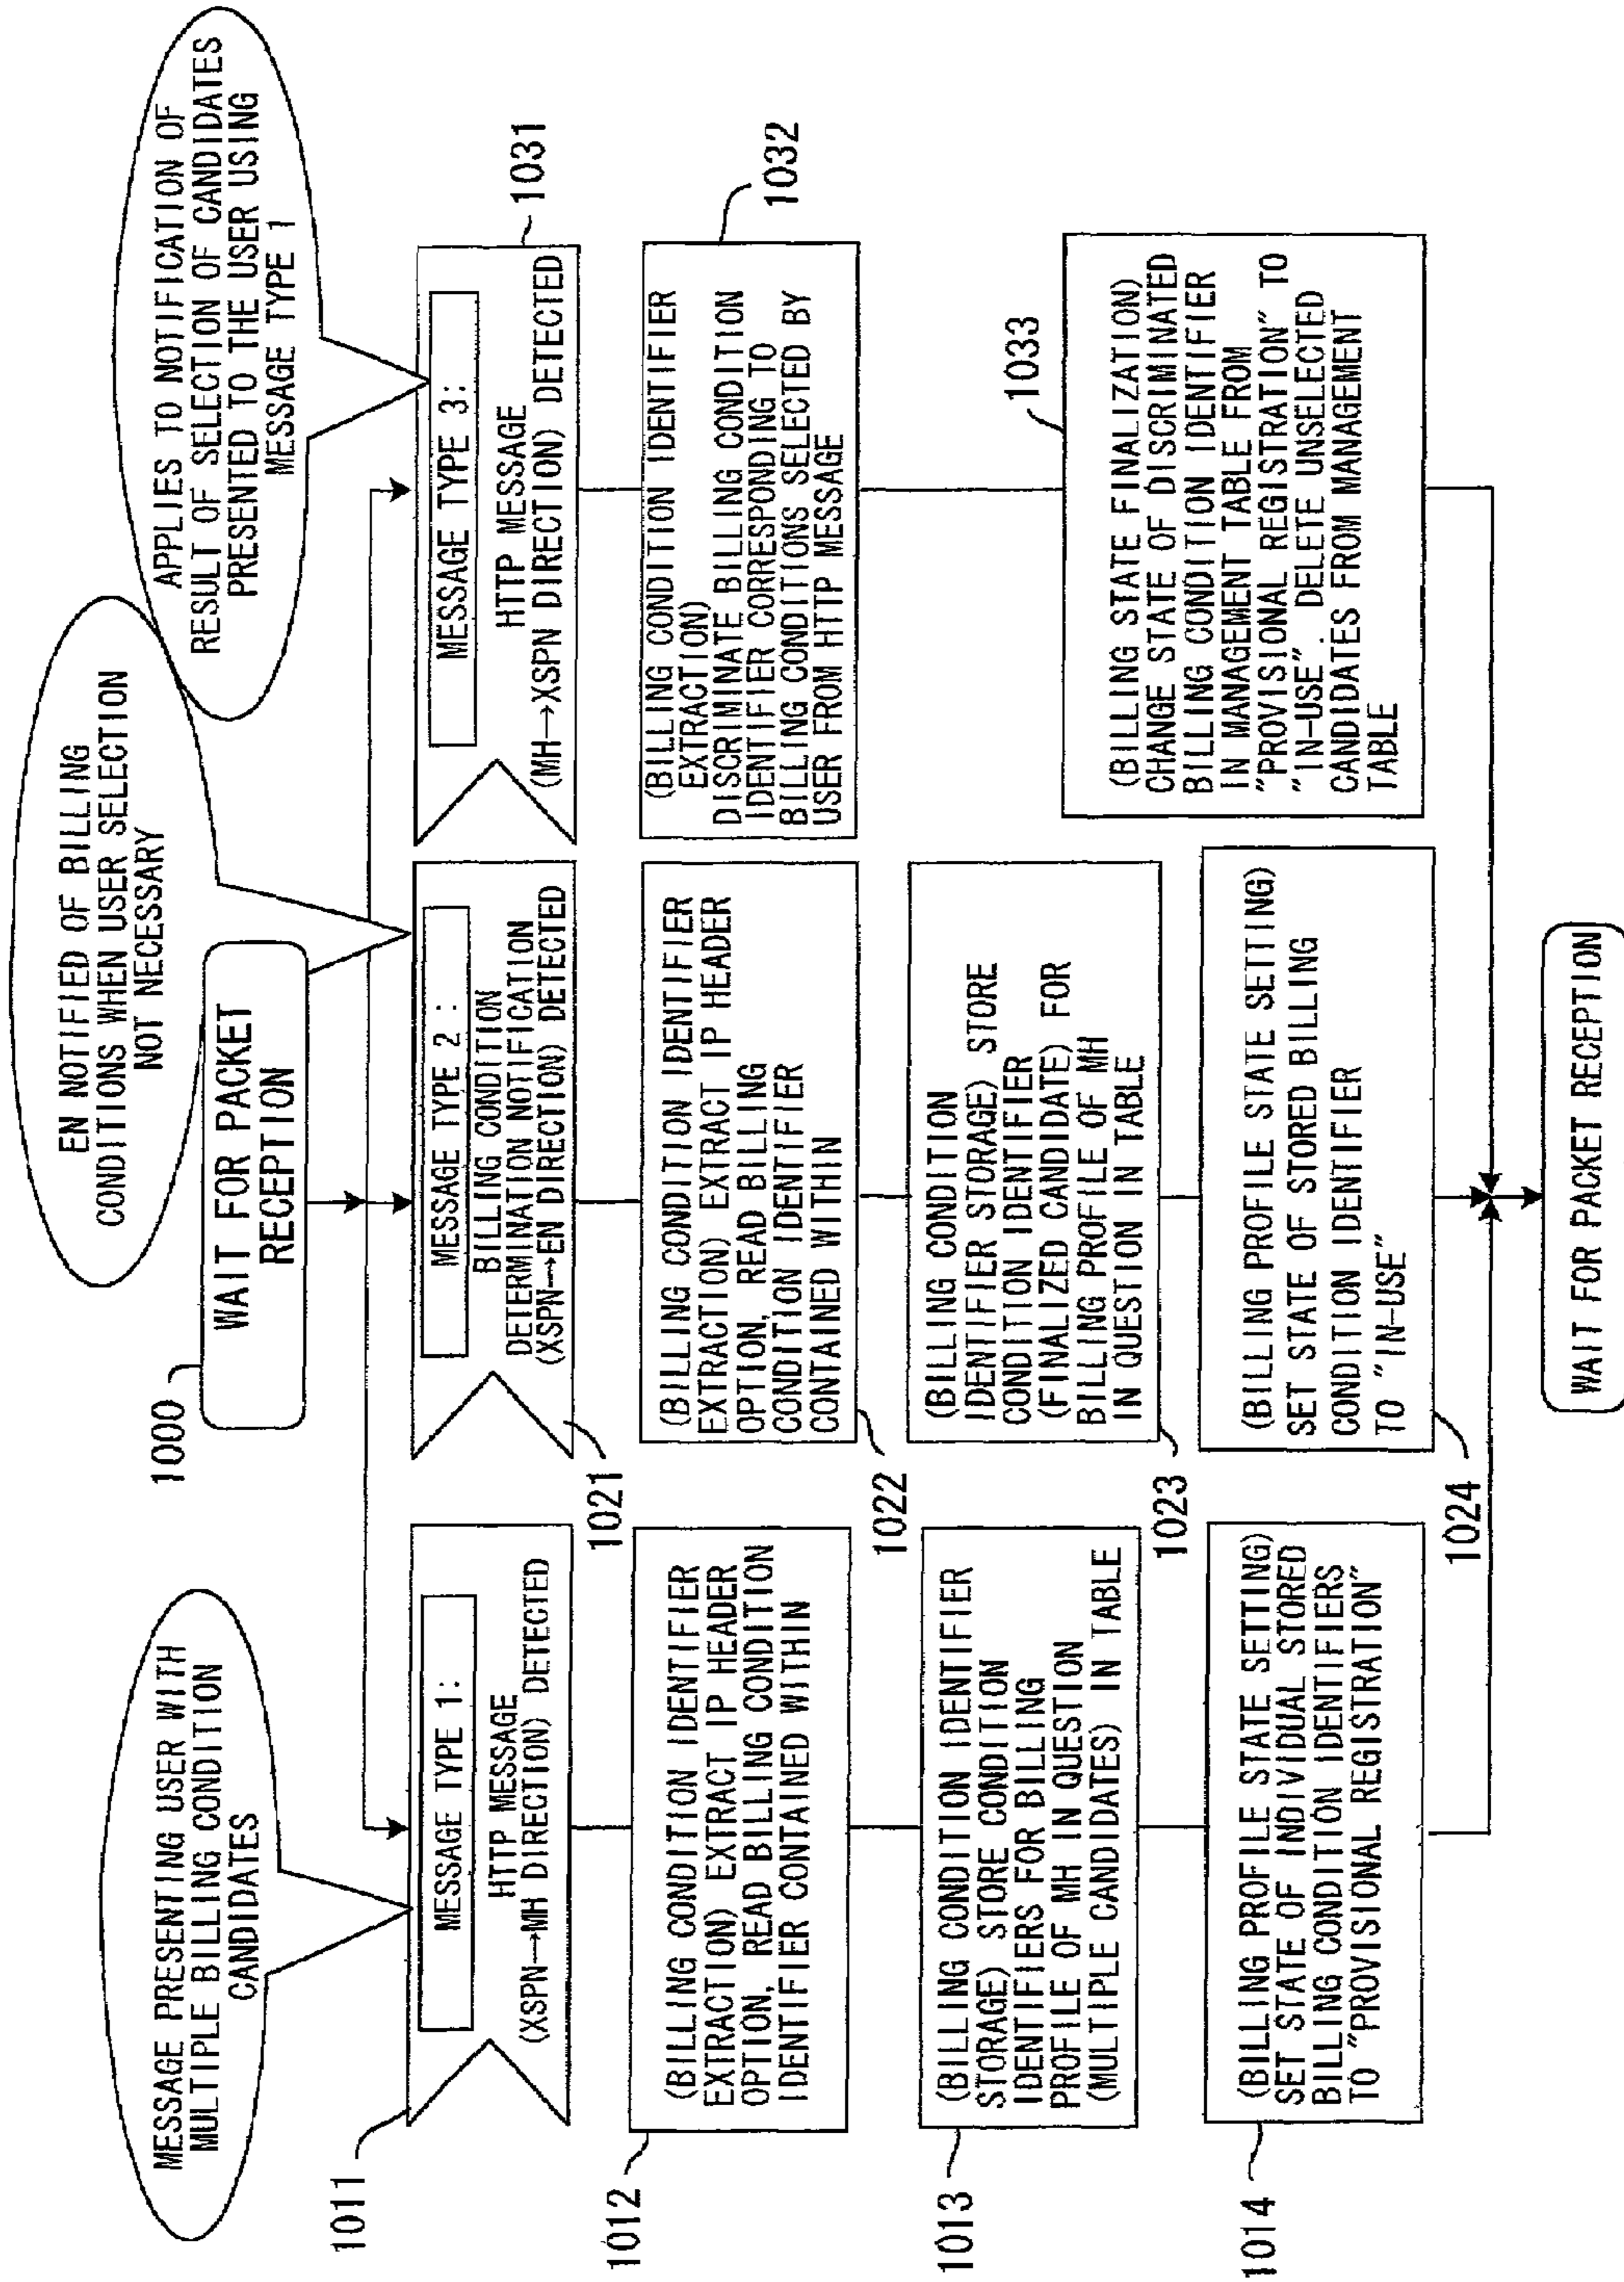 MESSAGE PRESENTING USER WITH
MULTIPLE BILLING CONDITION
CANDIDATES
EN NOTIFIED OF BILLING
CONDITIONS WHEN USER SELECTION
NOT NECESSARY
APPLIES TO NOTIFICATION OF
RESULT OF SELECTION OF CANDIDATES
PRESENTED TO THE USER USING
MESSAGE TYPE 1
1000
WAIT FOR PACKET
RECEPTION
1011
MESSAGE TYPE 1:
HTTP MESSAGE
(XSPN→MH DIRECTION) DETECTED
1012
(BILLING CONDITION IDENTIFIER
EXTRACTION) EXTRACT IP HEADER
OPTION, READ BILLING CONDITION
IDENTIFIER CONTAINED WITHIN
1013
(BILLING CONDITION IDENTIFIER
STORAGE) STORE CONDITION
IDENTIFIERS FOR BILLING
PROFILE OF MH IN QUESTION
(MULTIPLE CANDIDATES) IN TABLE
1014
(BILLING PROFILE STATE SETTING)
SET STATE OF INDIVIDUAL STORED
BILLING CONDITION IDENTIFIERS
TO "PROVISIONAL REGISTRATION"
1021
MESSAGE TYPE 2 :
BILLING CONDITION
DETERMINATION NOTIFICATION
(XSPN→EN DIRECTION) DETECTED
1022
(BILLING CONDITION IDENTIFIER
EXTRACTION) EXTRACT IP HEADER
OPTION, READ BILLING
CONDITION IDENTIFIER
CONTAINED WITHIN
1023
(BILLING CONDITION
IDENTIFIER STORAGE) STORE
CONDITION IDENTIFIER
(FINALIZED CANDIDATE) FOR
BILLING PROFILE OF MH
IN QUESTION IN TABLE
1024
(BILLING PROFILE STATE SETTING)
SET STATE OF STORED BILLING
CONDITION IDENTIFIER
TO "IN-USE"
1031
MESSAGE TYPE 3:
HTTP MESSAGE
(MH→XSPN DIRECTION) DETECTED
1032
(BILLING CONDITION IDENTIFIER
EXTRACTION)
DISCRIMINATE BILLING CONDITION
IDENTIFIER CORRESPONDING TO
BILLING CONDITIONS SELECTED BY
USER FROM HTTP MESSAGE
1033
(BILLING STATE FINALIZATION)
CHANGE STATE OF DISCRIMINATED
BILLING CONDITION IDENTIFIER
IN MANAGEMENT TABLE FROM
"PROVISIONAL REGISTRATION" TO
"IN-USE". DELETE UNSELECTED
CANDIDATES FROM MANAGEMENT
TABLE
WAIT FOR PACKET RECEPTION